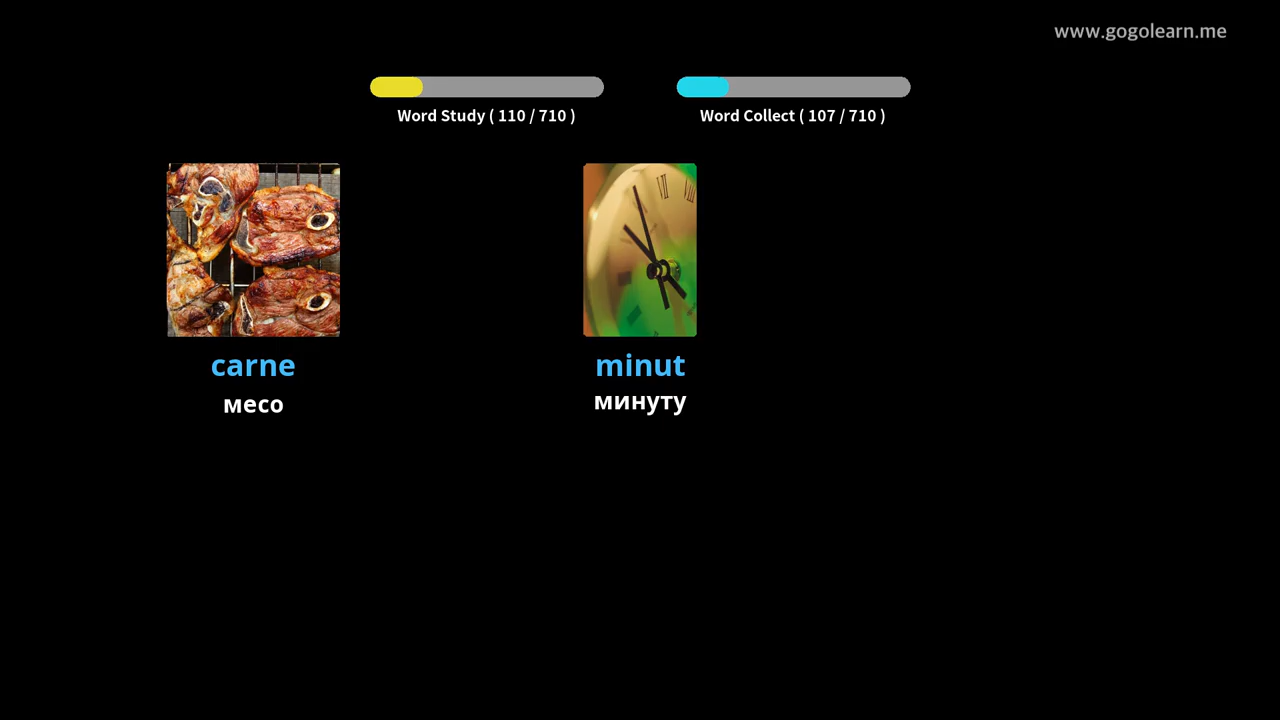 www.gogolearn.me
Word Study ( 110 / 710 )
Word Collect ( 107 / 710 )
carne
месо
minut
минуту